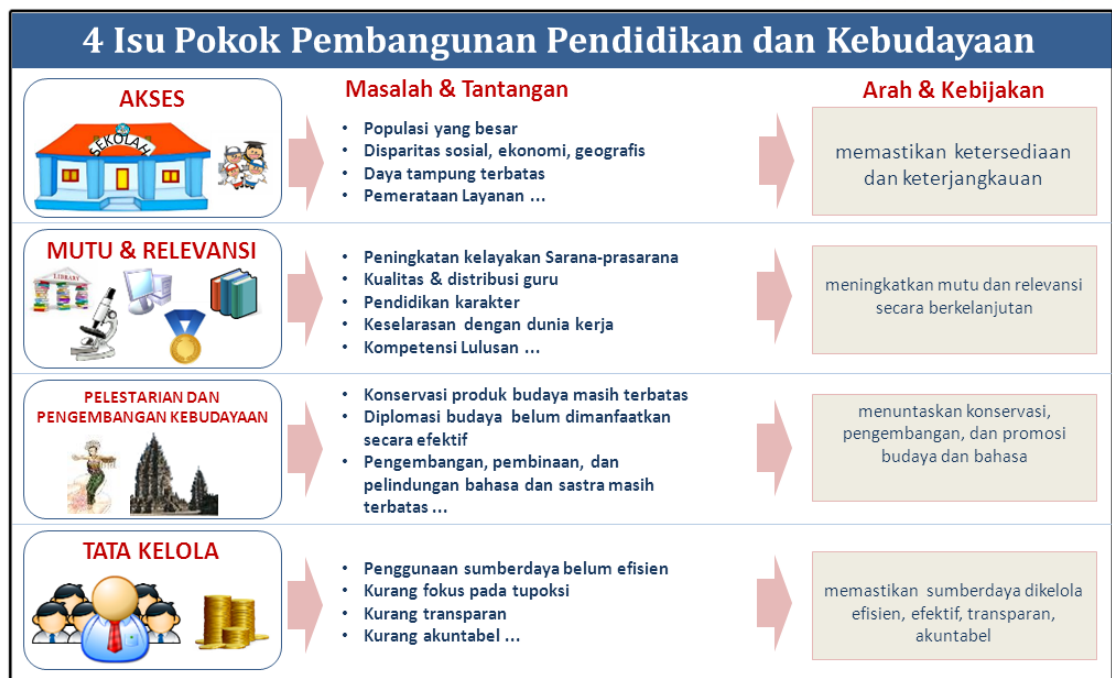 4 Isu Pokok Pembangunan Pendidikan dan Kebudayaan
Masalah & Tantangan
Arah & Kebijakan
AKSES
SEKOLAH
• Populasi yang besar
• Disparitas sosial, ekonomi, geografis
• Daya tampung terbatas
• Pemerataan Layanan ...
memastikan ketersediaan
dan keterjangkauan
MUTU & RELEVANSI
LIBRARY
• Peningkatan kelayakan Sarana-prasarana
• Kualitas & distribusi guru
• Pendidikan karakter
• Keselarasan dengan dunia kerja
• Kompetensi Lulusan ...
meningkatkan mutu dan relevansi
secara berkelanjutan
PELESTARIAN DAN
PENGEMBANGAN KEBUDAYAAN
• Konservasi produk budaya masih terbatas
• Diplomasi budaya belum dimanfaatkan
secara efektif
• Pengembangan, pembinaan, dan
pelindungan bahasa dan sastra masih
terbatas ...
menuntaskan konservasi,
pengembangan, dan promosi
budaya dan bahasa
TATA KELOLA
• Penggunaan sumberdaya belum efisien
• Kurang fokus pada tupoksi
• Kurang transparan
• Kurang akuntabel ...
memastikan sumberdaya dikelola
efisien, efektif, transparan,
akuntabel